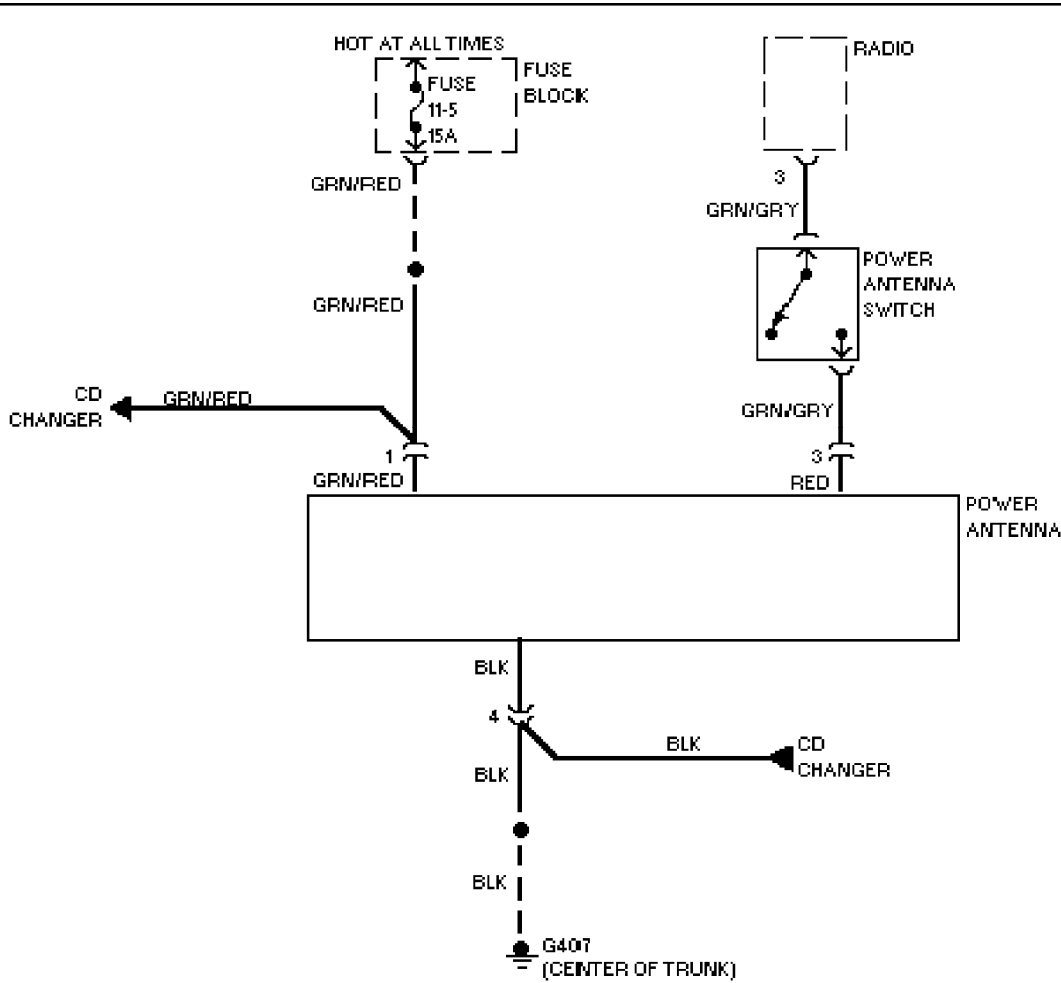 HOT AT ALL TIMES
FUSE
11-5
15A
FUSE
BLOCK
RADIO
GRN/RED
3
GRN/GRY
POWER
ANTENNA
SWITCH
GRN/RED
CD
CHANGER
GRN/RED
GRN/GRY
1
3
GRN/RED
RED
POWER
ANTENNA
BLK
4
BLK
CD
CHANGER
BLK
BLK
G407
(CENTER OF TRUNK)